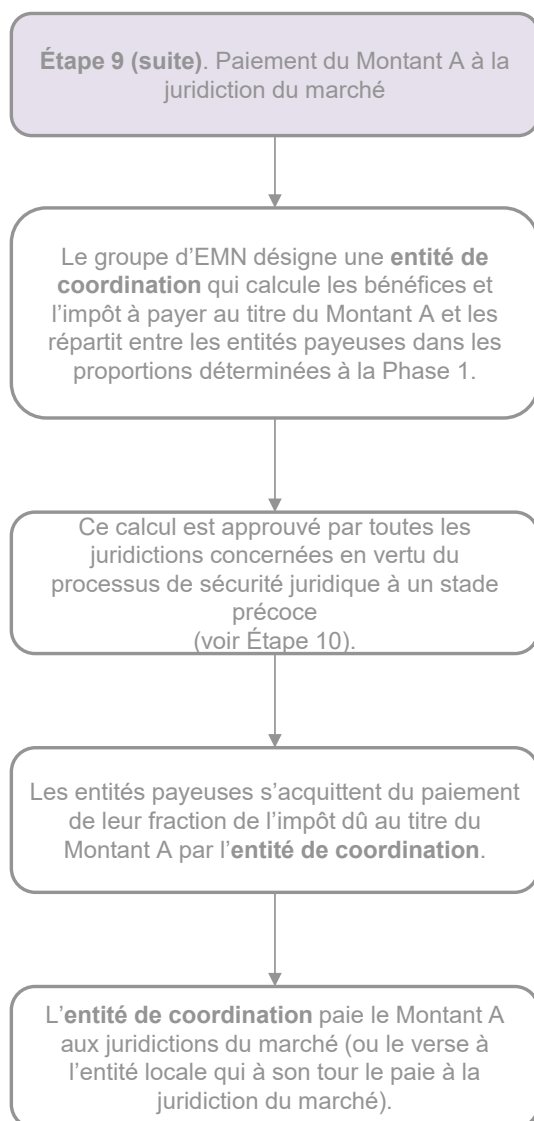 Étape 9 (suite). Paiement du Montant A à la
juridiction du marché
Le groupe d’EMN désigne une entité de
coordination qui calcule les bénéfices et
l’impôt à payer au titre du Montant A et les
répartit entre les entités payeuses dans les
proportions déterminées à la Phase 1.
Ce calcul est approuvé par toutes les
juridictions concernées en vertu du
processus de sécurité juridique à un stade
précoce
(voir Étape 10).
Les entités payeuses s’acquittent du paiement
de leur fraction de l’impôt dû au titre du
Montant A par l’entité de coordination.
L’entité de coordination paie le Montant A
aux juridictions du marché (ou le verse à
l’entité locale qui à son tour le paie à la
juridiction du marché).